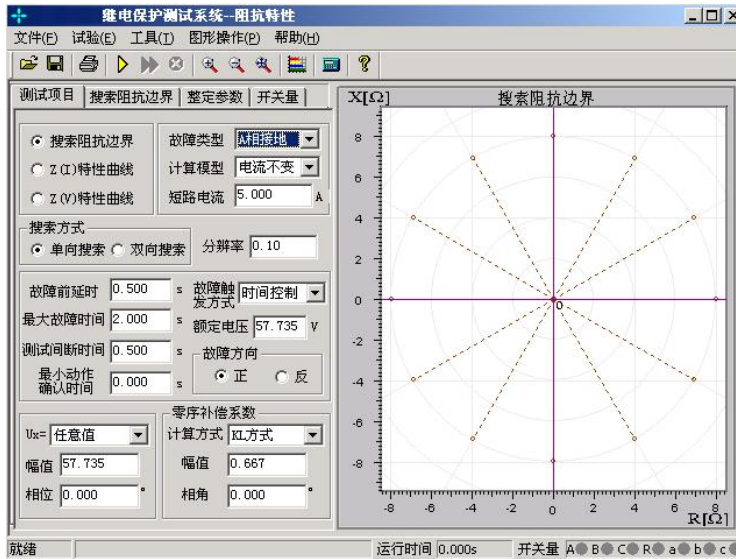 继电保护测试系统--阻抗特性
文件(F) 试验(E) 工具(T) 图形操作(P) 帮助(H)
测试项目 搜索阻抗边界 整定参数 开关量
搜索阻抗边界
Z(I)特性曲线
Z(V)特性曲线
故障类型 A相接地
计算模型 电流不变
短路电流 5.000 A
搜索方式
单向搜索 双向搜索
分辨率 0.10
故障前延时 0.500 s
最大故障时间 2.000 s
测试间断时间 0.500 s
最小动作
确认时间 0.000 s
故障触
发方式 时间控制
额定电压 57.735 V
故障方向
正 反
Ux= 任意值
幅值 57.735
相位 0.000 °
零序补偿系数
计算方式 KL方式
幅值 0.667
相角 0.000 °
X[Ω] 搜索阻抗边界
8
6
4
2
0
-2
-4
-6
-8
0
-8 -6 -4 -2 0 2 4 6 8
R[Ω]
就绪 运行时间 0.000s 开关量 A B C R a b c